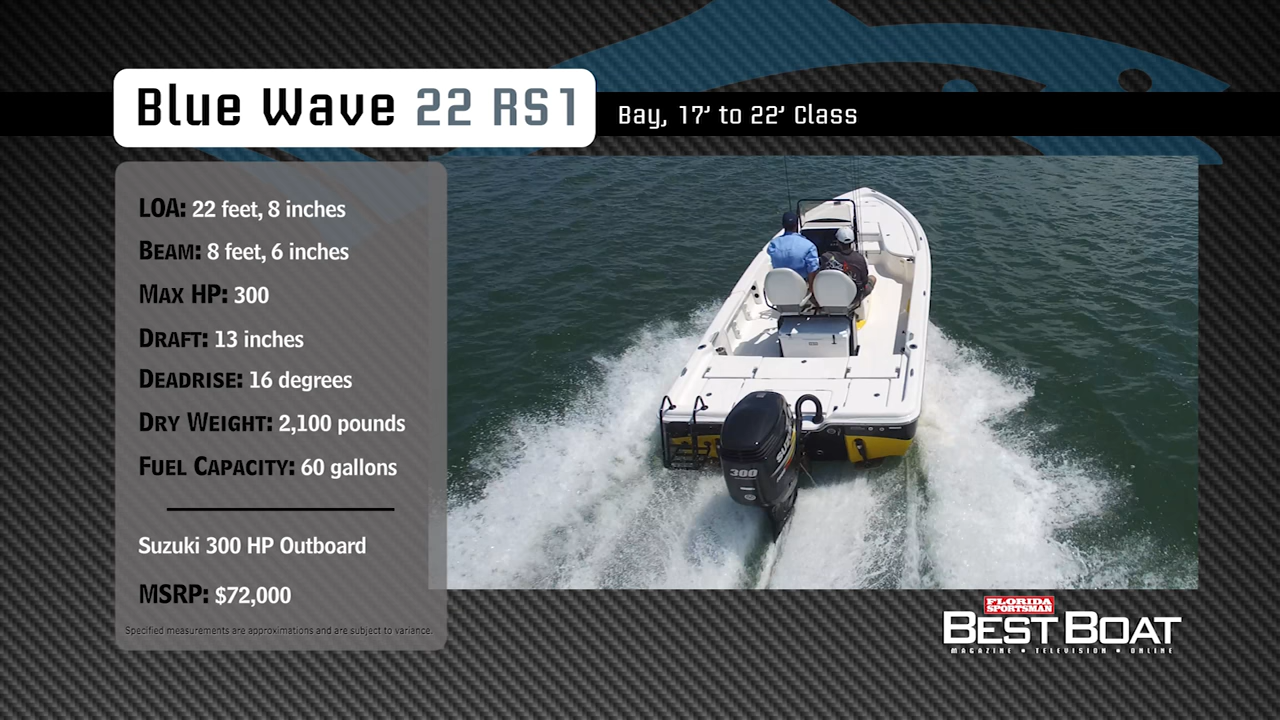 Blue Wave 22 RS1
Bay, 17' to 22' Class
LOA: 22 feet, 8 inches
BEAM: 8 feet, 6 inches
MAX HP: 300
DRAFT: 13 inches
DEADRISE: 16 degrees
DRY WEIGHT: 2,100 pounds
FUEL CAPACITY: 60 gallons
Suzuki 300 HP Outboard
MSRP: $72,000
Specified measurements are approximations and are subject to variance.
300
SUZUKI
FLORIDA
SPORTSMAN
BEST BOAT
MAGAZINE • TELEVISION • ONLINE